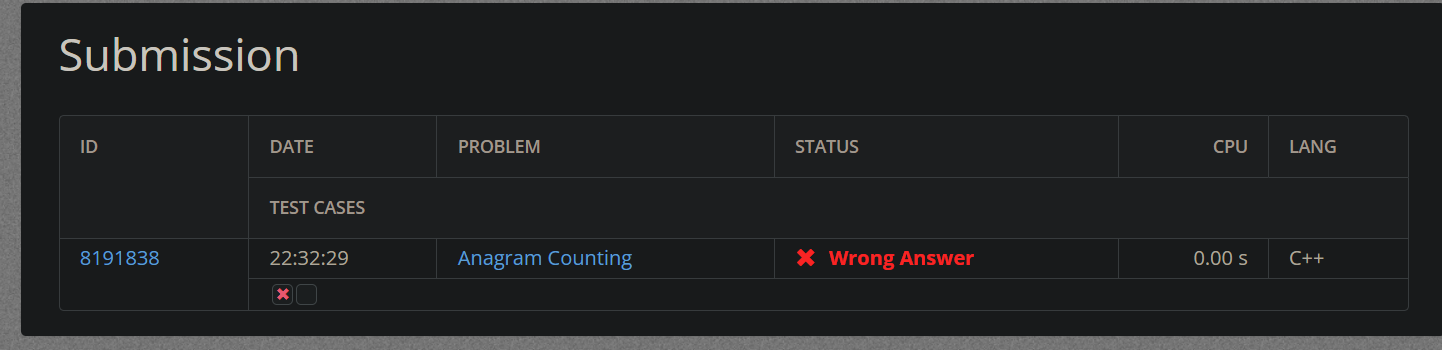 Submission
ID DATE PROBLEM STATUS CPU LANG
TEST CASES
8191838 22:32:29 Anagram Counting Wrong Answer 0.00 s C++